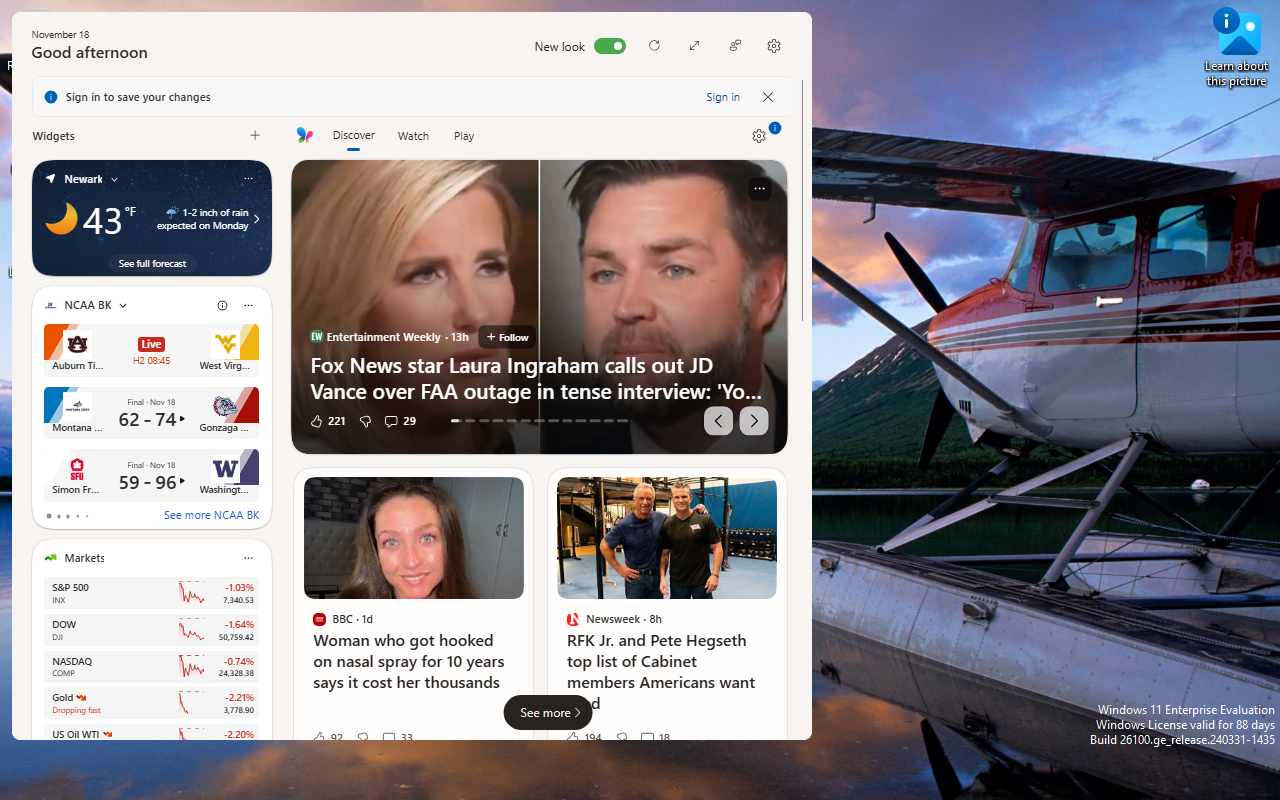 November 18
Good afternoon
New look
Sign in to save your changes
Sign in
Widgets
Discover
Watch
Play
Newark
43 °F
1-2 inch of rain
expected on Monday
See full forecast
NCAA BK
Auburn Ti...
Live
H2 08:45
West Virg...
Final · Nov 18
Montana ...
62 - 74
Gonzaga ...
Final · Nov 18
SFU
Simon Fr...
59 - 96
Washingt...
See more NCAA BK
Markets
S&P 500
INX
-1.03%
7,340.53
DOW
DJI
-1.64%
50,759.42
NASDAQ
COMP
-0.74%
24,328.38
Gold
Dropping fast
-2.21%
3,778.90
US Oil WTI
-2.20%
EW Entertainment Weekly · 13h
+ Follow
Fox News star Laura Ingraham calls out JD
Vance over FAA outage in tense interview: 'Yo...
221
29
BBC · 1d
Woman who got hooked
on nasal spray for 10 years
says it cost her thousands
92
33
Newsweek · 8h
RFK Jr. and Pete Hegseth
top list of Cabinet
members Americans want
194
18
See more
Learn about
this picture
Windows 11 Enterprise Evaluation
Windows License valid for 88 days
Build 26100.ge_release.240331-1435